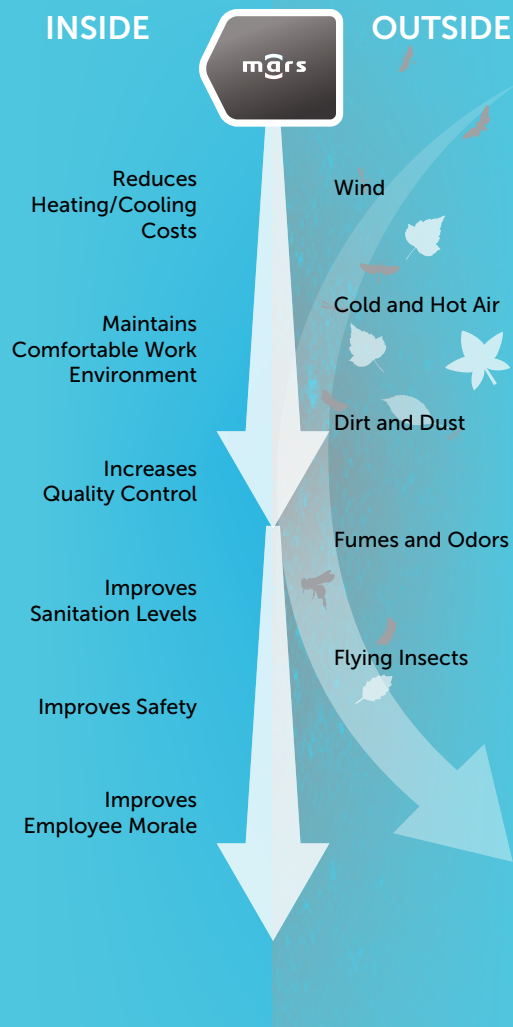 INSIDE
OUTSIDE
mars
Reduces
Heating/Cooling
Costs
Maintains
Comfortable Work
Environment
Increases
Quality Control
Improves
Sanitation Levels
Improves Safety
Improves
Employee Morale
Wind
Cold and Hot Air
Dirt and Dust
Fumes and Odors
Flying Insects